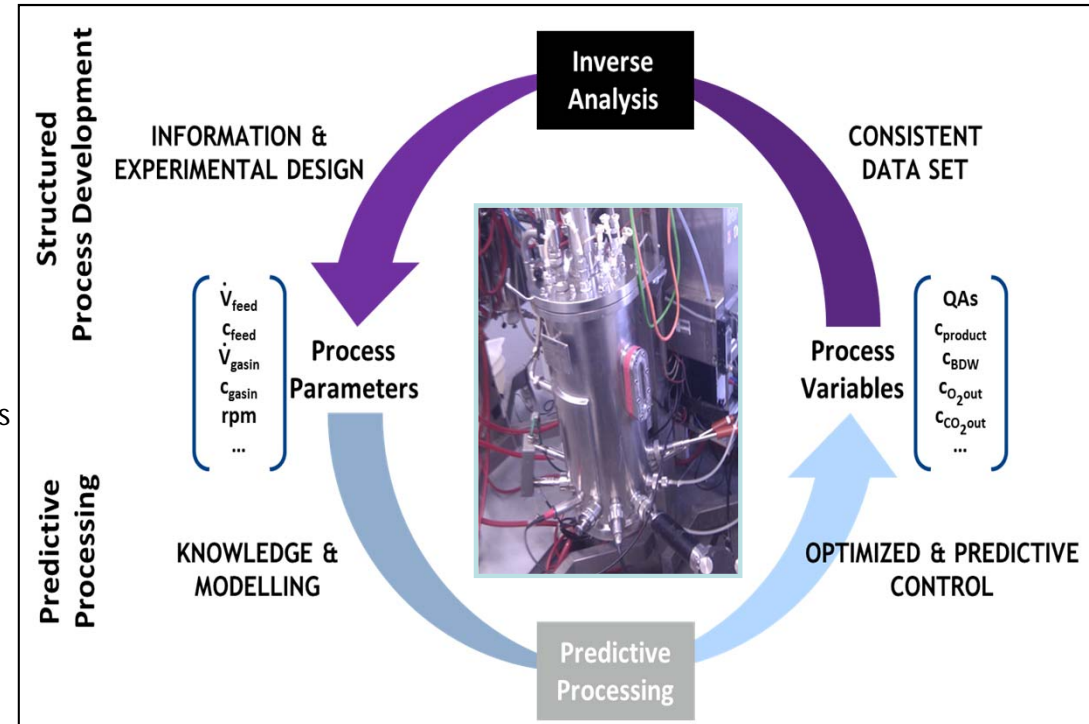 Structured
Process Development
Inverse
Analysis
INFORMATION &
EXPERIMENTAL DESIGN
CONSISTENT
DATA SET
V̇feed
cfeed
V̇gasin
cgasin
rpm
...
Process
Parameters
Process
Variables
QAs
cproduct
cBDW
cO2out
cCO2out
...
s
Predictive
Processing
KNOWLEDGE &
MODELLING
OPTIMIZED & PREDICTIVE
CONTROL
Predictive
Processing